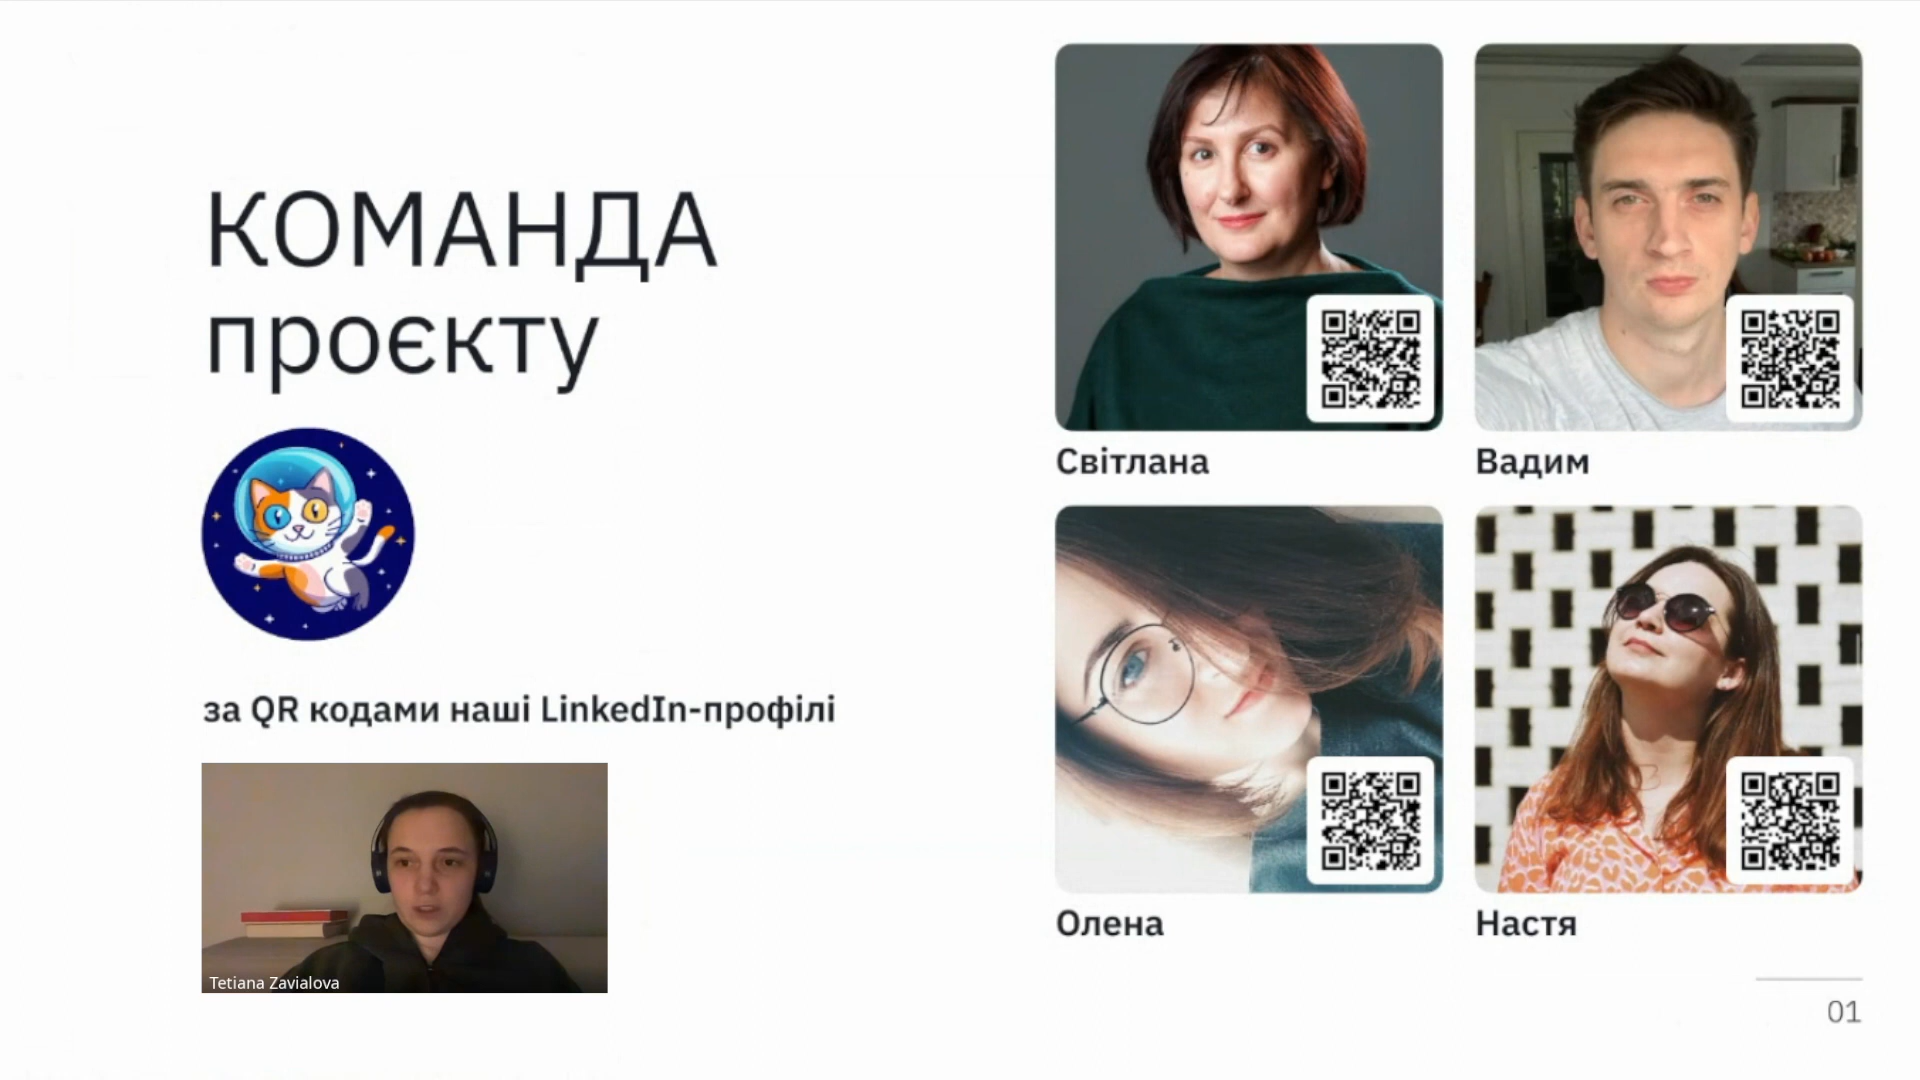 КОМАНДА
проєкту
за QR кодами наші LinkedIn-профілі
Tetiana Zavialova
Світлана
Вадим
Олена
Настя
01